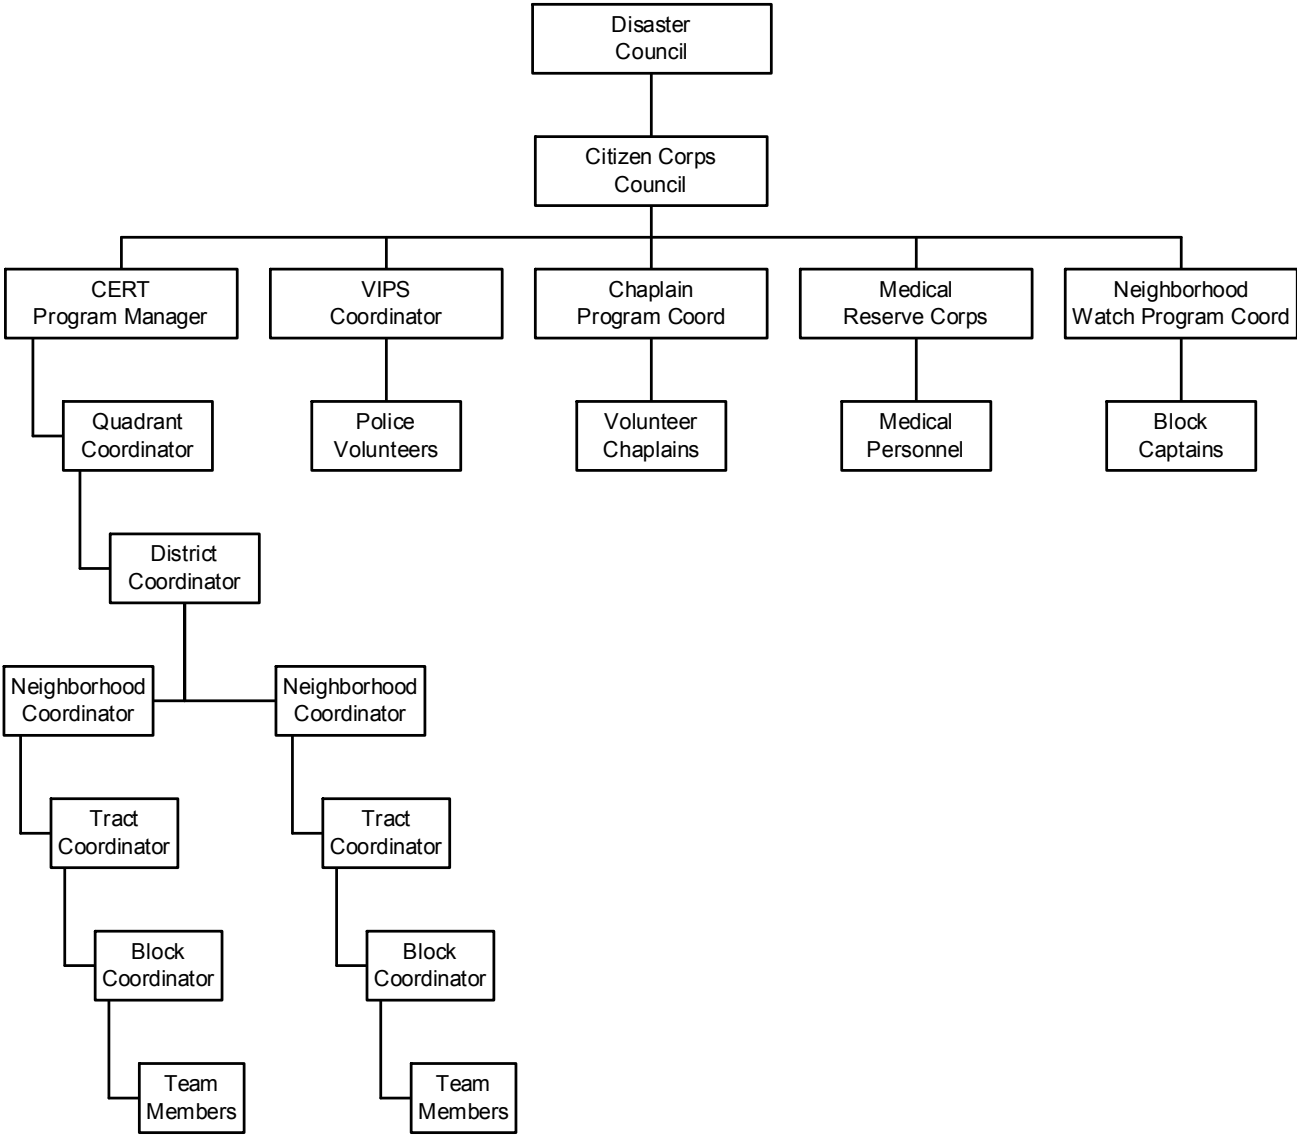 Disaster
Council
Citizen Corps
Council
CERT
Program Manager
VIPS
Coordinator
Chaplain
Program Coord
Medical
Reserve Corps
Neighborhood
Watch Program Coord
Quadrant
Coordinator
Police
Volunteers
Volunteer
Chaplains
Medical
Personnel
Block
Captains
District
Coordinator
Neighborhood
Coordinator
Neighborhood
Coordinator
Tract
Coordinator
Tract
Coordinator
Block
Coordinator
Block
Coordinator
Team
Members
Team
Members